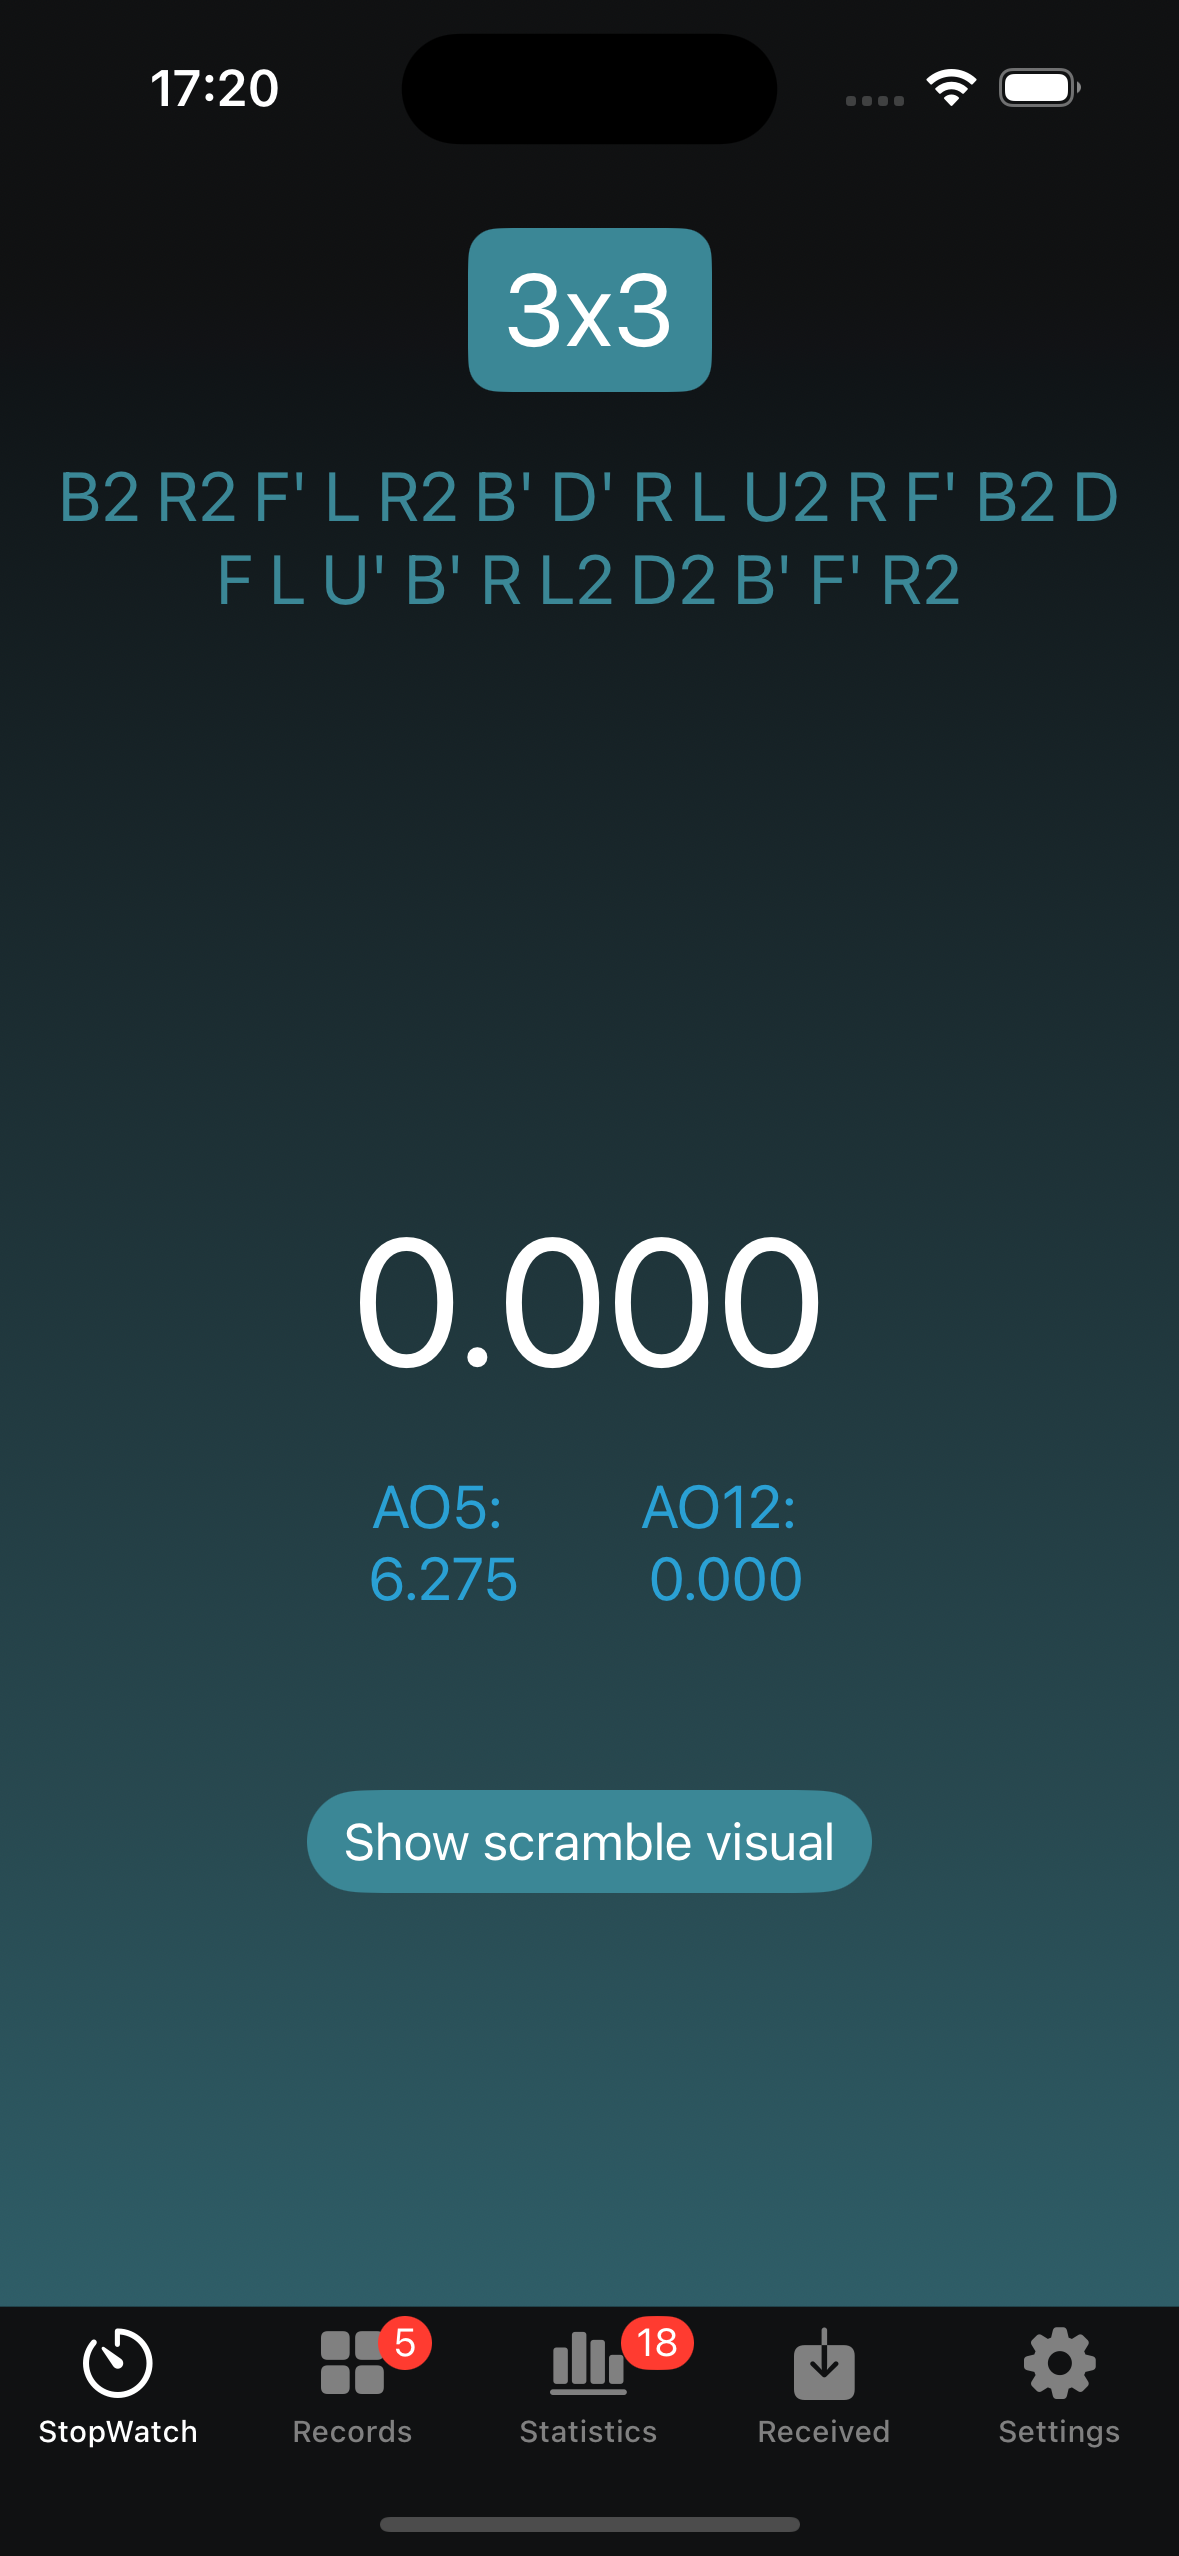 17:20
3x3
B2 R2 F' L R2 B' D' R L U2 R F' B2 D
F L U' B' R L2 D2 B' F' R2
0.000
AO5: AO12:
6.275 0.000
Show scramble visual
5 18
StopWatch Records Statistics Received Settings